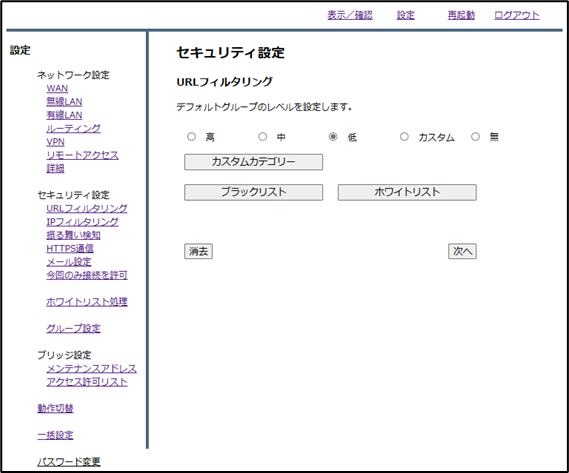 表示／確認 設定 再起動 ログアウト
設定
ネットワーク設定
WAN
無線LAN
有線LAN
ルーティング
VPN
リモートアクセス
詳細
セキュリティ設定
URLフィルタリング
IPフィルタリング
振る舞い検知
HTTPS通信
メール設定
今回のみ接続を許可
ホワイトリスト処理
グループ設定
ブリッジ設定
メンテナンスアドレス
アクセス許可リスト
動作切替
一括設定
パスワード変更
セキュリティ設定
URLフィルタリング
デフォルトグループのレベルを設定します。
高 中 低 カスタム 無
カスタムカテゴリー
ブラックリスト ホワイトリスト
消去 次へ